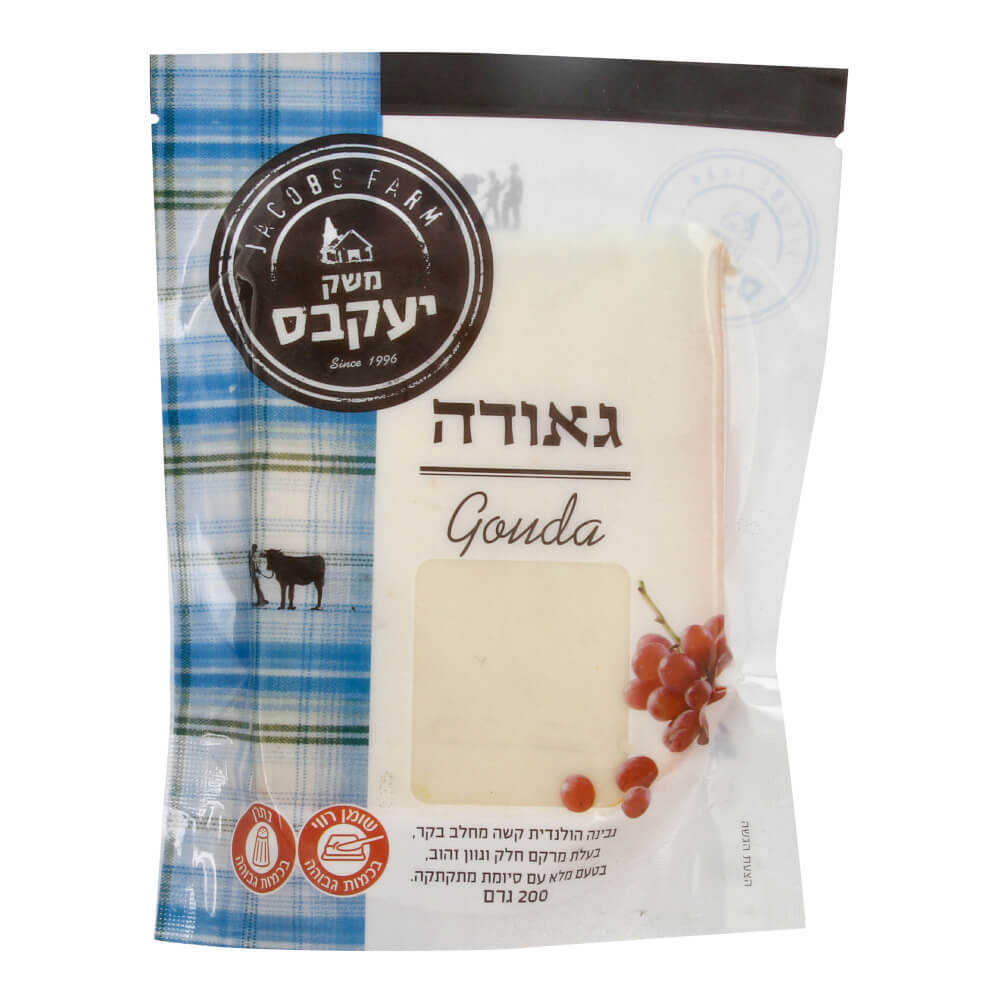 JACOBS FARM
משק
יעקבס
Since 1996
גאודה
Gouda
גבינה הולנדית קשה מחלב בקר,
בעלת מרקם חלק וגוון זהוב,
בטעם מלא עם סיומת מתקתקה.
200 גרם
נתרן
בכמות גבוהה
שומן רווי
בכמות גבוהה
הצעת הגשה